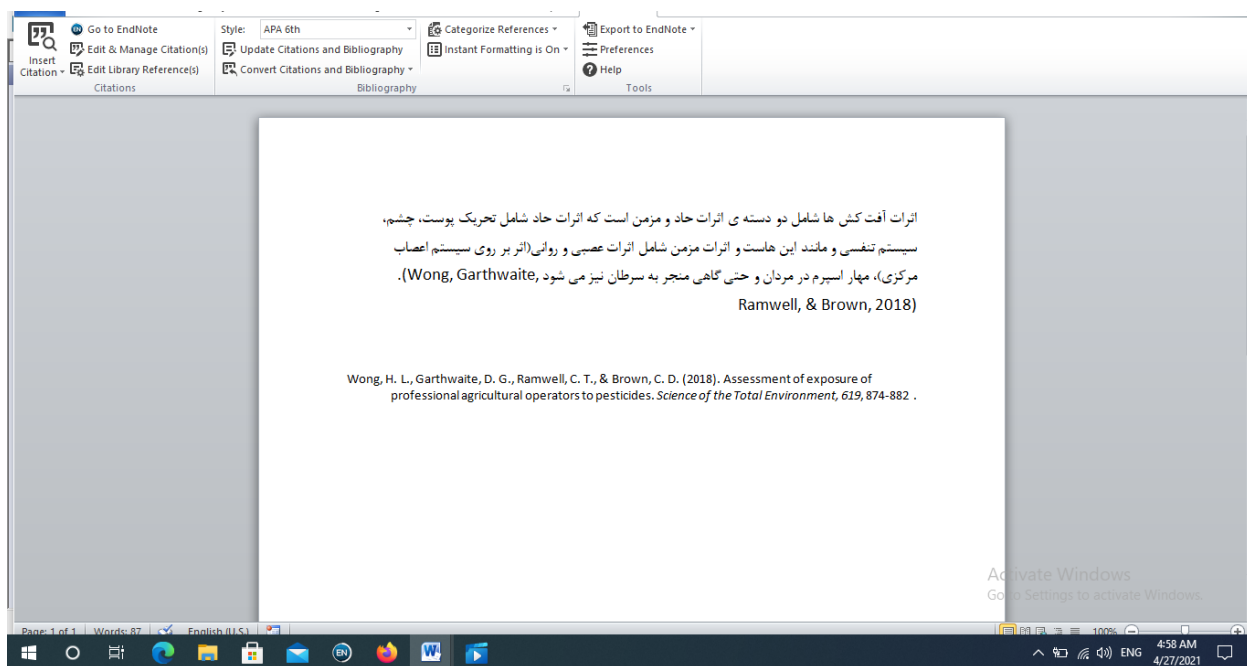 Go to EndNote
Edit & Manage Citation(s)
Edit Library Reference(s)
Insert
Citation
Citations
Style: APA 6th
Update Citations and Bibliography
Convert Citations and Bibliography
Categorize References
Instant Formatting is On
Bibliography
Export to EndNote
Preferences
Help
Tools
اثرات آفت کش ها شامل دو دسته ی اثرات حاد و مزمن است که اثرات حاد شامل تحریک پوست، چشم،
سیستم تنفسی و مانند این هاست و اثرات مزمن شامل اثرات عصبی و روانی(اثر بر روی سیستم اعصاب
مرکزی)، مهار اسپرم در مردان و حتی گاهی منجر به سرطان نیز می شود (Wong, Garthwaite,.
Ramwell, & Brown, 2018)
Wong, H. L., Garthwaite, D. G., Ramwell, C. T., & Brown, C. D. (2018). Assessment of exposure of
professional agricultural operators to pesticides. Science of the Total Environment, 619, 874-882 .
Activate Windows
Go to Settings to activate Windows.
Page: 1 of 1 Words: 87 English (U.S.) 100%
EN W ENG 4:58 AM
4/27/2021